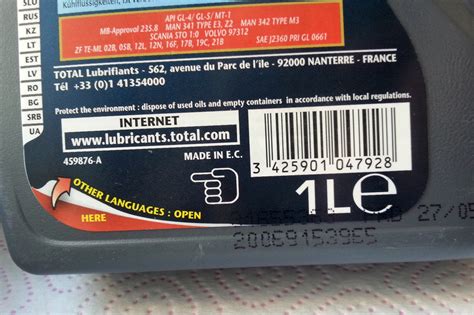 SLO
RUS
KZ
EST
LV
RO
BG
SRB
UA
API GL-4/ GL-5/ MT-1
MB-Approval 235.8 MAN 341 TYPE E3, Z2 MAN 342 TYPE M3
SCANIA STO 1:0 VOLVO 97312
ZF TE-ML 02B, 05B, 12L, 12N, 16F, 17B, 19C, 21B SAE J2360 PRI GL 0661
TOTAL Lubrifiants - 562, avenue du Parc de l'île - 92000 NANTERRE - FRANCE
Tél +33 (0)1 41354000
Protect the environment : dispose of used oils and empty containers in accordance with local regulations.
INTERNET
www.lubricants.total.com
459876-A
MADE IN E.C.
3 425901 047928
1L e
OTHER LANGUAGES : OPEN
HERE
27/05
20069153965